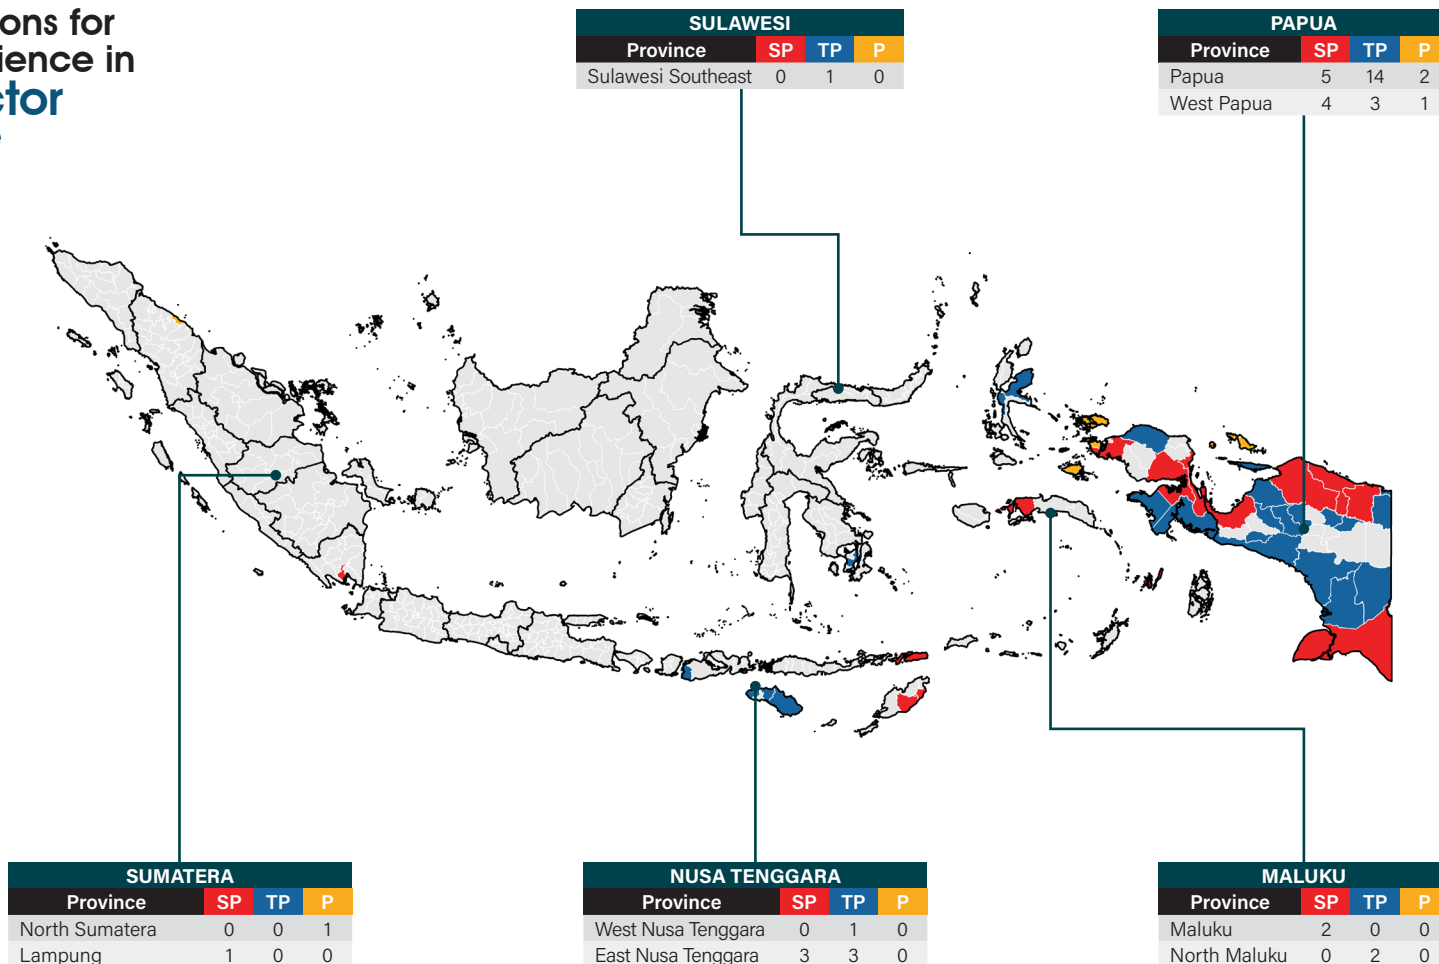 ons for
ience in
ctor
SULAWESI
Province SP TP P
Sulawesi Southeast 0 1 0
PAPUA
Province SP TP P
Papua 5 14 2
West Papua 4 3 1
SUMATERA
Province SP TP P
North Sumatera 0 0 1
Lampung 1 0 0
NUSA TENGGARA
Province SP TP P
West Nusa Tenggara 0 1 0
East Nusa Tenggara 3 3 0
MALUKU
Province SP TP P
Maluku 2 0 0
North Maluku 0 2 0